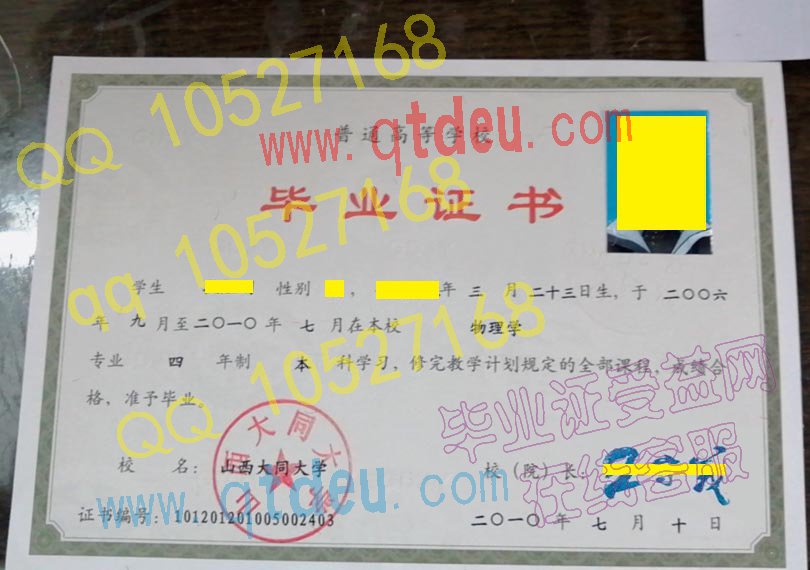 普通高等学校
毕业证书
学生 性别 , 年 三 月 二十三日生，于 二〇〇六
年 九 月至二〇一〇年 七 月在本校 物理学
专业 四 年制 本 科学习，修完教学计划规定的全部课程，成绩合
格，准予毕业。
校 名： 山西大同大学
校（院）长：
证书编号：101201201005002403
二〇一〇 年 七 月 十 日
山西大同大学
QQ 10527168
www.qtdeu.com
qq 10527168
QQ 10527168
毕业证受益网
在线客服
www.qtdeu.com